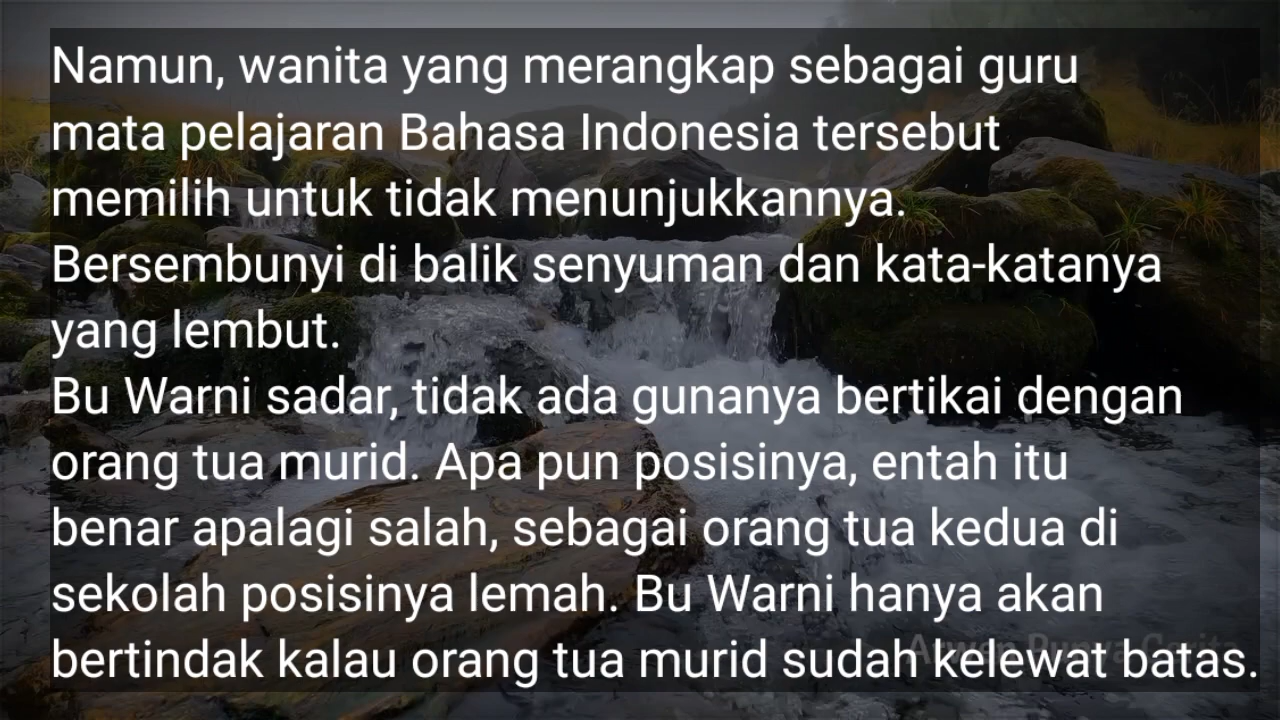 Namun, wanita yang merangkap sebagai guru
mata pelajaran Bahasa Indonesia tersebut
memilih untuk tidak menunjukkannya.
Bersembunyi di balik senyuman dan kata-katanya
yang lembut.
Bu Warni sadar, tidak ada gunanya bertikai dengan
orang tua murid. Apa pun posisinya, entah itu
benar apalagi salah, sebagai orang tua kedua di
sekolah posisinya lemah. Bu Warni hanya akan
bertindak kalau orang tua murid sudah kelewat batas.